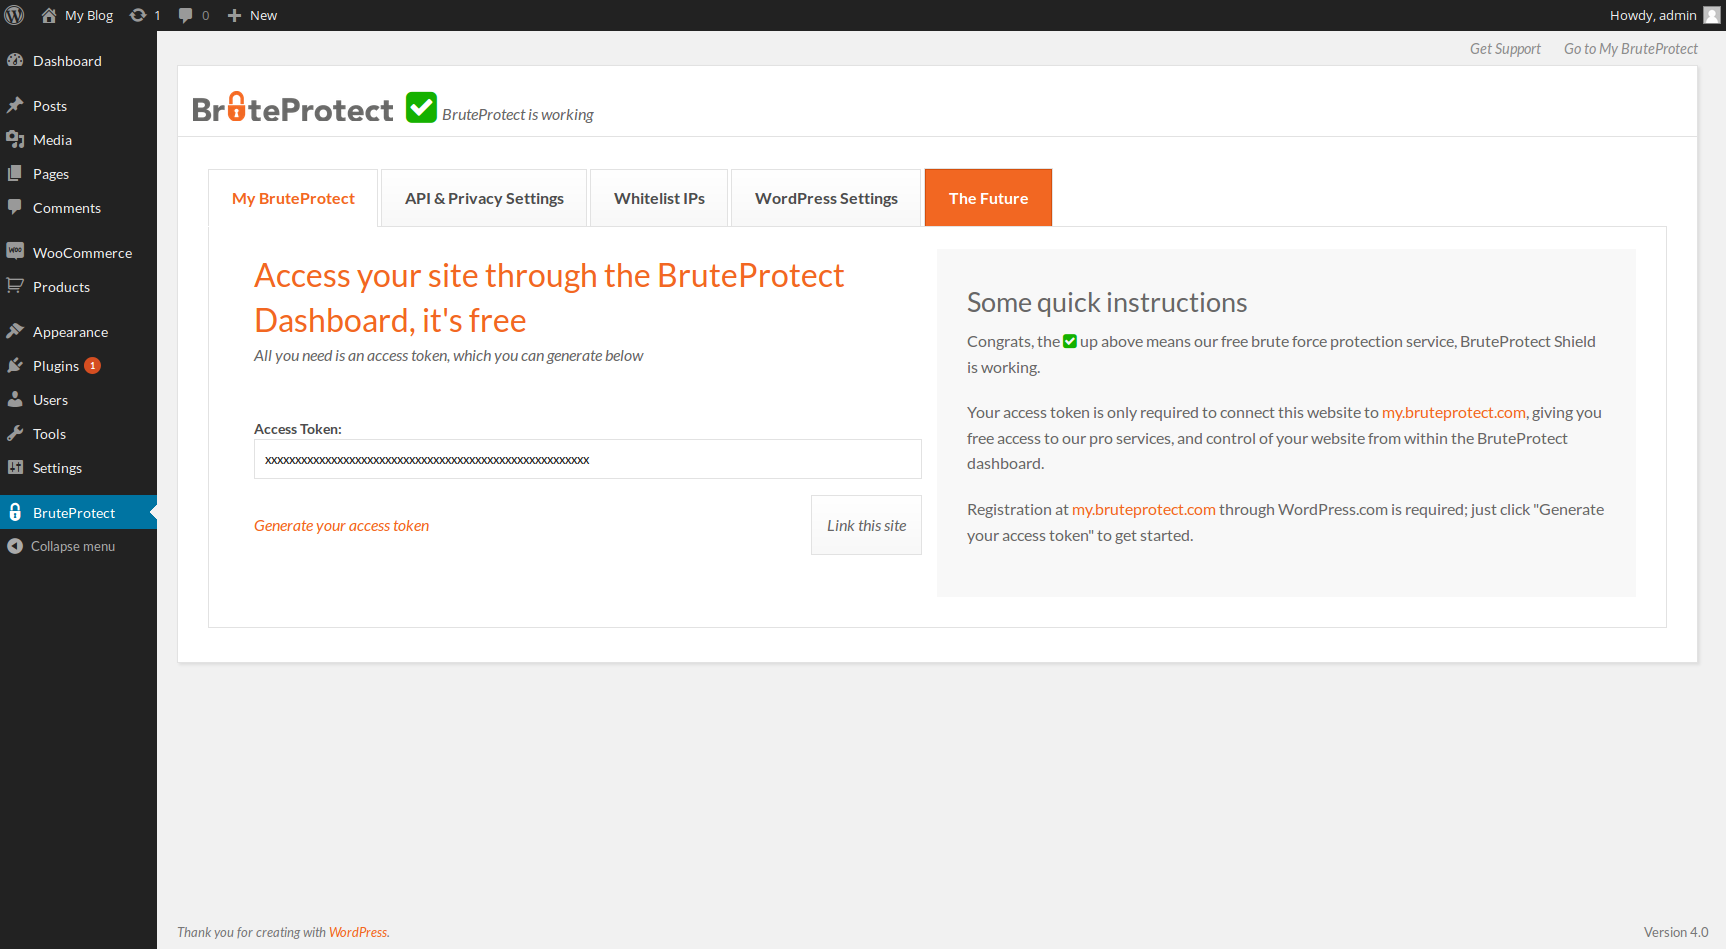 My Blog 1 0 New Howdy, admin
Dashboard
Posts
Media
Pages
Comments
WooCommerce
Products
Appearance
Plugins 1
Users
Tools
Settings
BruteProtect
Collapse menu
Get Support Go to My BruteProtect
BruteProtect BruteProtect is working
My BruteProtect API & Privacy Settings Whitelist IPs WordPress Settings The Future
Access your site through the BruteProtect
Dashboard, it's free
All you need is an access token, which you can generate below
Access Token:
xxxxxxxxxxxxxxxxxxxxxxxxxxxxxxxxxxxxxxxxxxxxxxxxxxxxxx
Generate your access token Link this site
Some quick instructions
Congrats, the up above means our free brute force protection service, BruteProtect Shield
is working.
Your access token is only required to connect this website to my.bruteprotect.com, giving you
free access to our pro services, and control of your website from within the BruteProtect
dashboard.
Registration at my.bruteprotect.com through WordPress.com is required; just click "Generate
your access token" to get started.
Thank you for creating with WordPress. Version 4.0